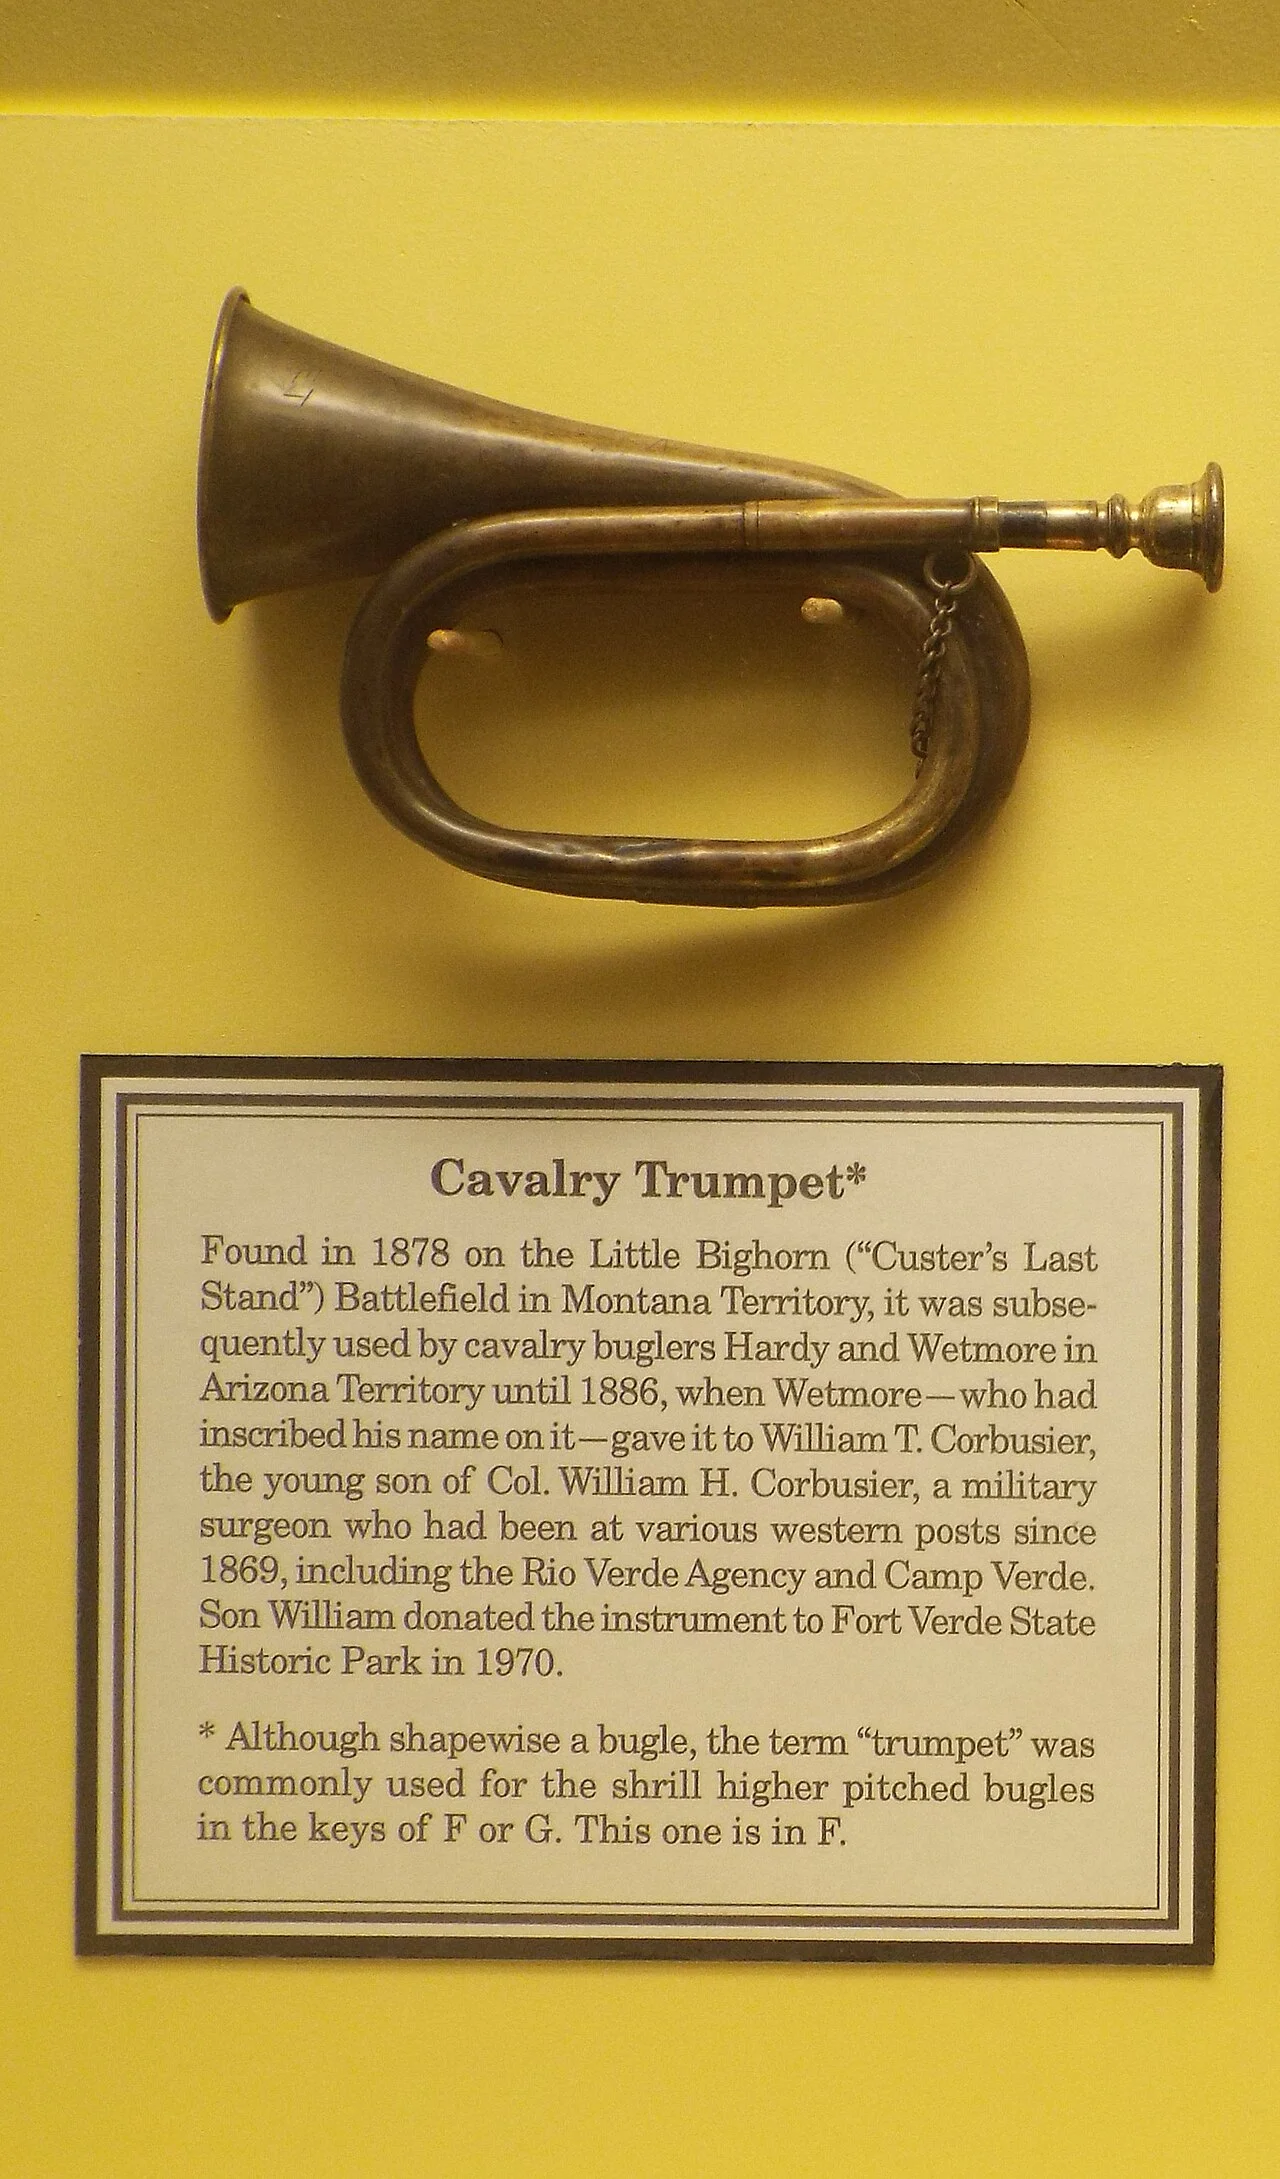 Cavalry Trumpet*
Found in 1878 on the Little Bighorn (“Custer’s Last
Stand”) Battlefield in Montana Territory, it was subse-
quently used by cavalry buglers Hardy and Wetmore in
Arizona Territory until 1886, when Wetmore—who had
inscribed his name on it—gave it to William T. Corbusier,
the young son of Col. William H. Corbusier, a military
surgeon who had been at various western posts since
1869, including the Rio Verde Agency and Camp Verde.
Son William donated the instrument to Fort Verde State
Historic Park in 1970.
* Although shapewise a bugle, the term “trumpet” was
commonly used for the shrill higher pitched bugles
in the keys of F or G. This one is in F.